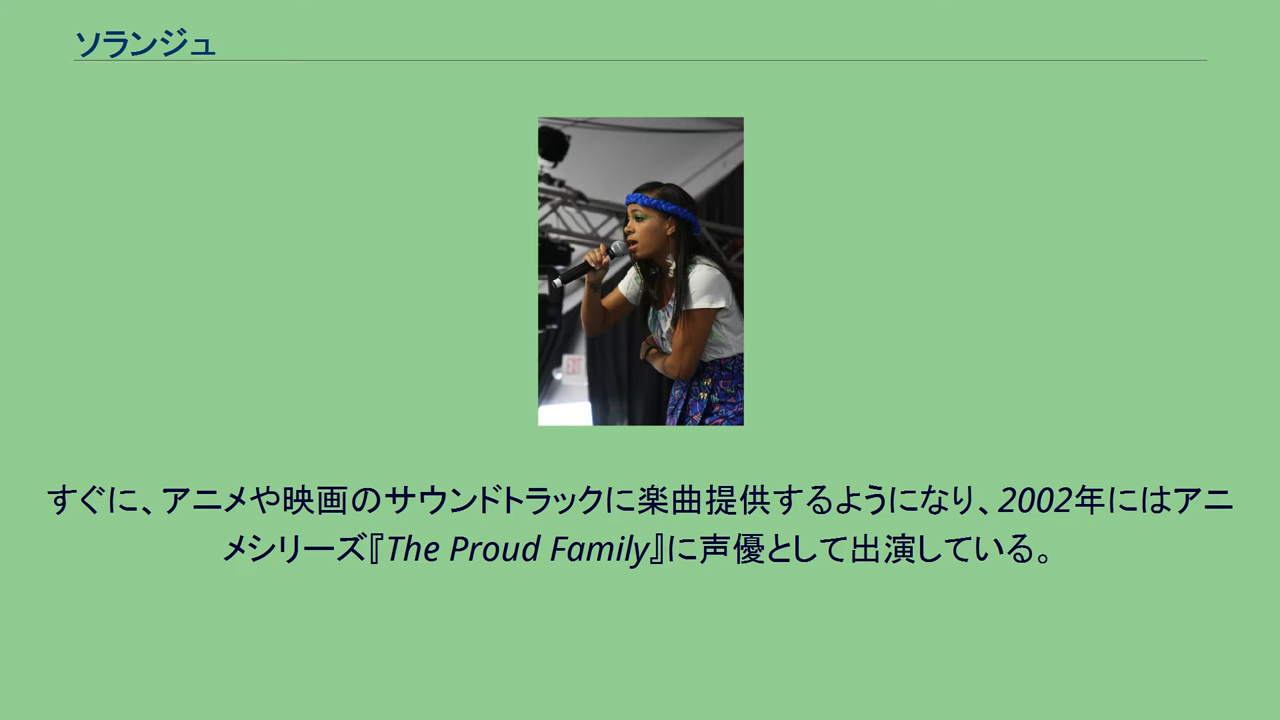 ソランジュ
すぐに、アニメや映画のサウンドトラックに楽曲提供するようになり、2002年にはアニ
メシリーズ『The Proud Family』に声優として出演している。